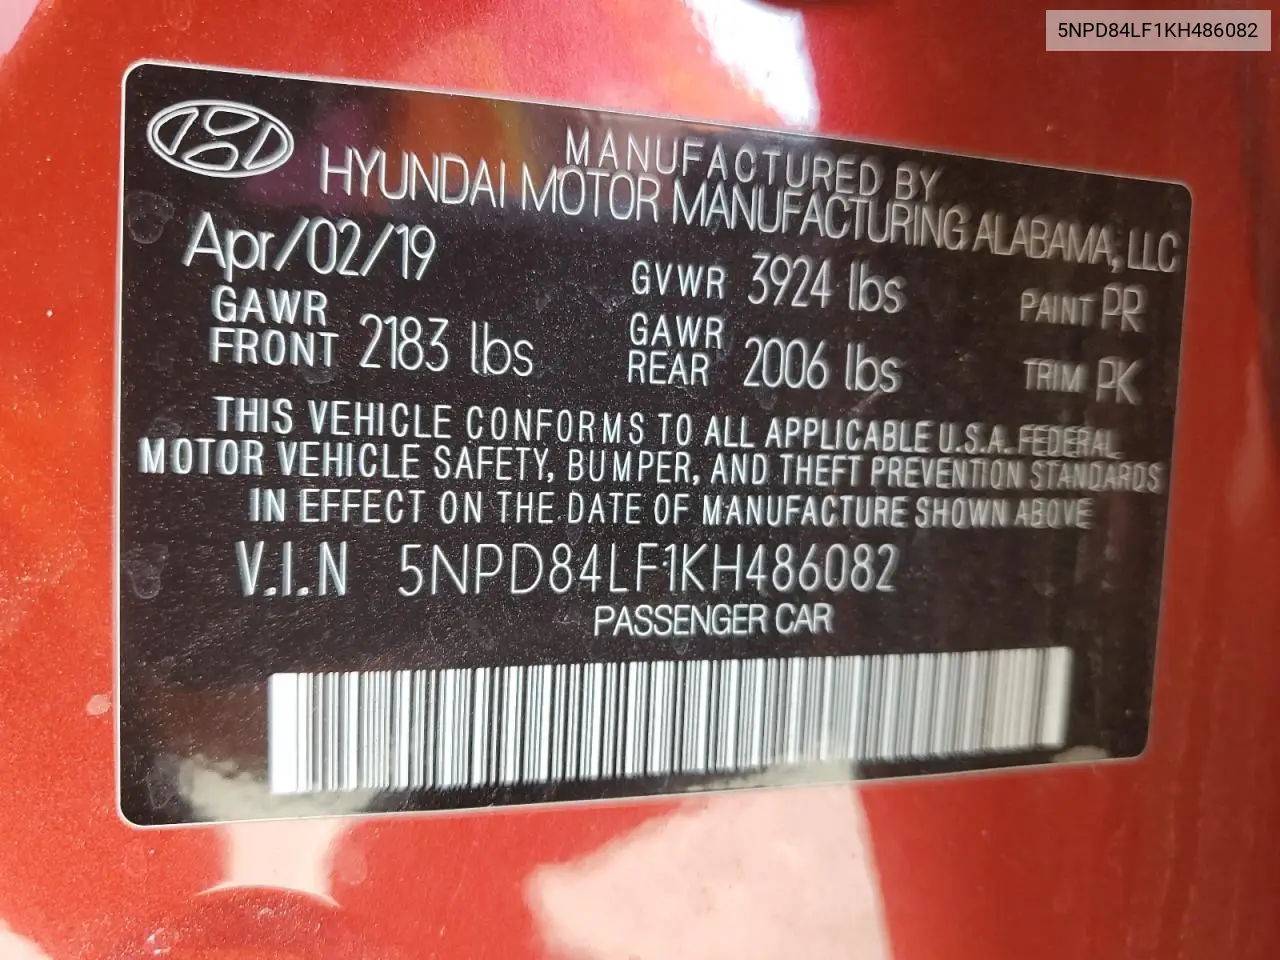 5NPD84LF1KH486082
MANUFACTURED BY
HYUNDAI MOTOR MANUFACTURING ALABAMA, LLC
Apr/02/19 GVWR 3924 lbs PAINT PR
GAWR FRONT 2183 lbs GAWR REAR 2006 lbs TRIM PK
THIS VEHICLE CONFORMS TO ALL APPLICABLE U.S.A. FEDERAL
MOTOR VEHICLE SAFETY, BUMPER, AND THEFT PREVENTION STANDARDS
IN EFFECT ON THE DATE OF MANUFACTURE SHOWN ABOVE
V.I.N 5NPD84LF1KH486082
PASSENGER CAR